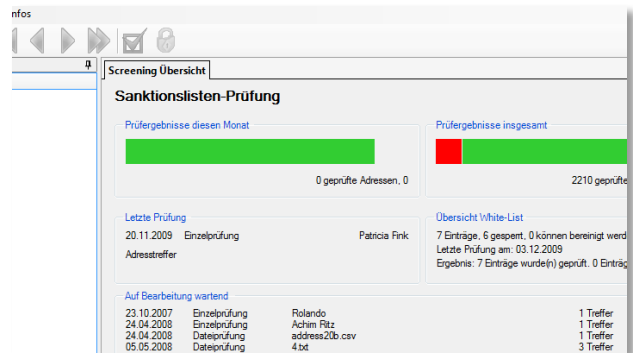 nfos
Screening Übersicht
Sanktionslisten-Prüfung
Prüfergebnisse diesen Monat
0 geprüfte Adressen, 0
Prüfergebnisse insgesamt
2210 geprüfte
Letzte Prüfung
20.11.2009 Einzelprüfung Patricia Fink
Adresstreffer
Übersicht White-List
7 Einträge, 6 gesperrt, 0 können bereinigt werd
Letzte Prüfung am: 03.12.2009
Ergebnis: 7 Einträge wurde(n) geprüft. 0 Einträg
Auf Bearbeitung wartend
23.10.2007 Einzelprüfung Rolando 1 Treffer
24.04.2008 Einzelprüfung Achim Ritz 1 Treffer
24.04.2008 Dateiprüfung address20b.csv 1 Treffer
05.05.2008 Dateiprüfung 4.txt 3 Treffer